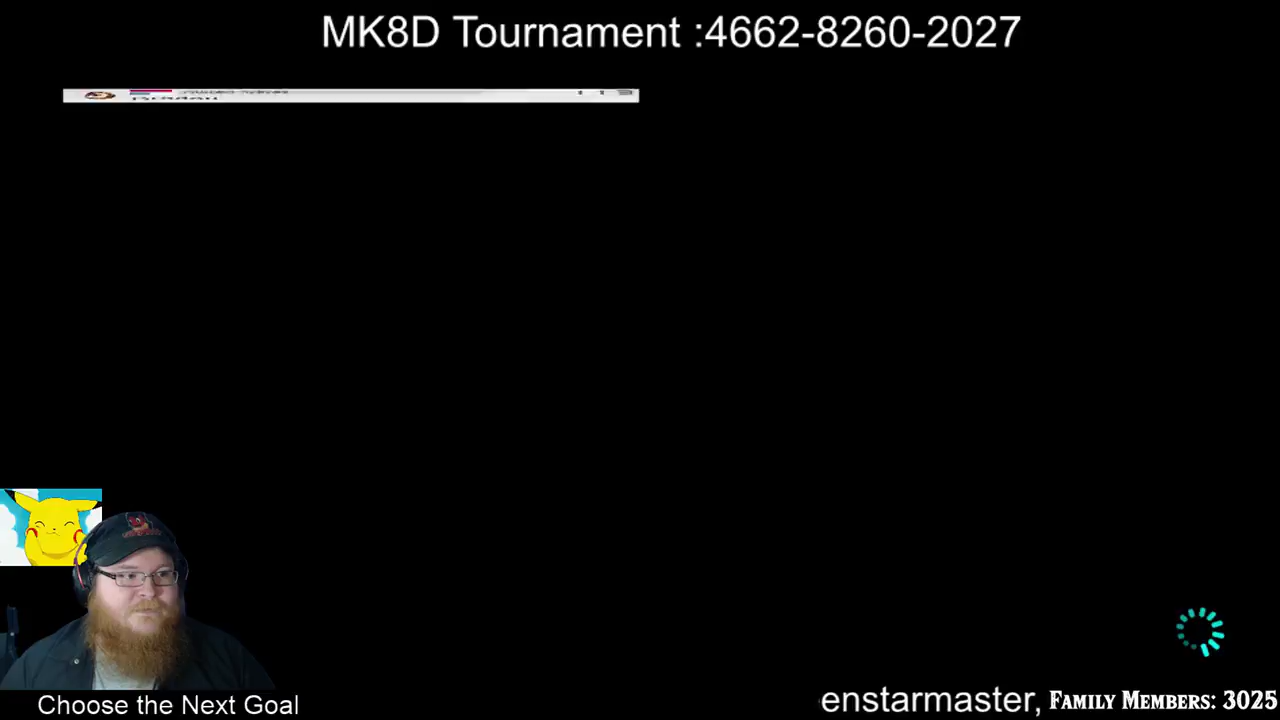 MK8D Tournament :4662-8260-2027
Choose the Next Goal
enstarmaster, Family Members: 3025